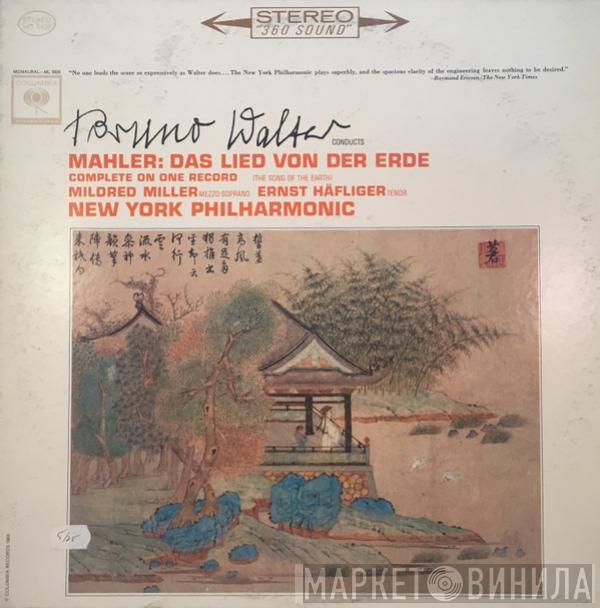 STEREO
"360 SOUND"
STEREO
MONAURAL—ML
"No one leads the score as expressively as Walter does.... The New York Philharmonic plays superbly, and the spacious clarity of the engineering leaves nothing to be desired."
—Raymond Ericson, The New York Times
COLUMBIA
Bruno Walter
CONDUCTS
MAHLER: DAS LIED VON DER ERDE
COMPLETE ON ONE RECORD (THE SONG OF THE EARTH)
MILDRED MILLER MEZZO-SOPRANO ERNST HÄFLIGER TENOR
NEW YORK PHILHARMONIC
© COLUMBIA RECORDS
МАРКЕТ ВИНИЛА